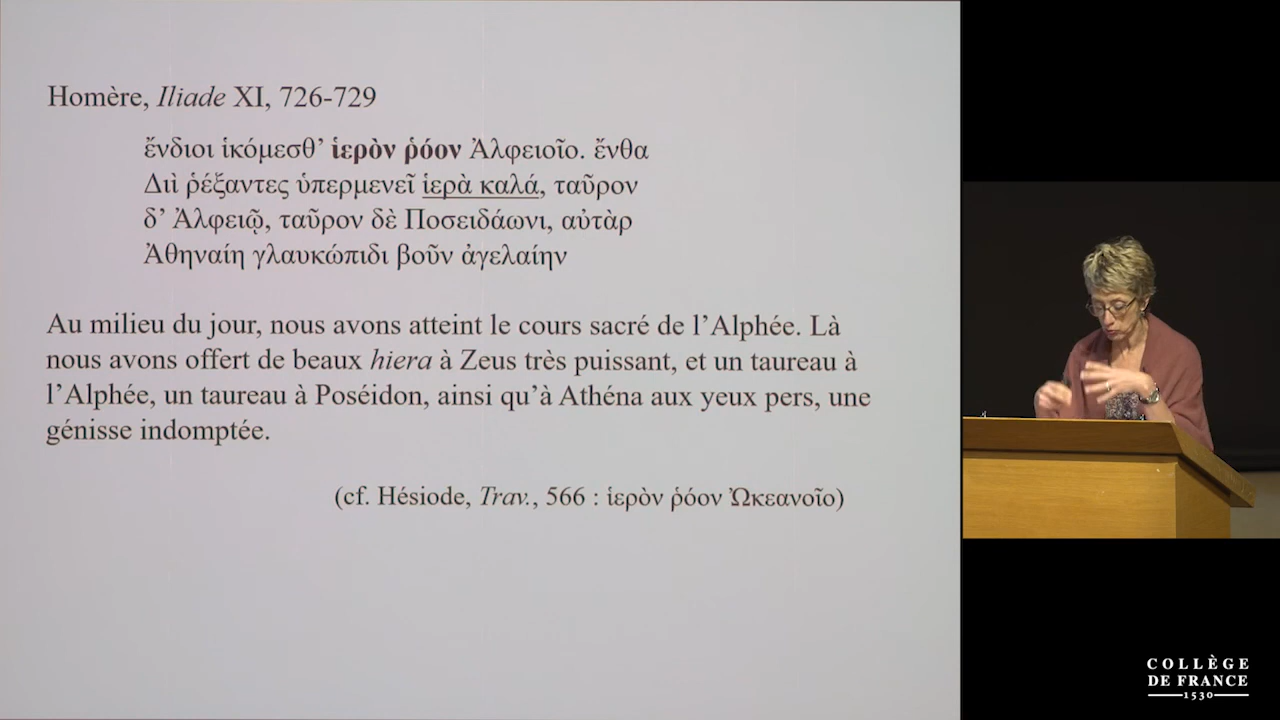 Homère, Iliade XI, 726-729
ἔνδιοι ἱκόμεσθ’ ἱερὸν ῥόον Ἀλφειοῖο. ἔνθα
Διὶ ῥέξαντες ὑπερμενεῖ ἱερὰ καλά, ταῦρον
δ’ Ἀλφειῷ, ταῦρον δὲ Ποσειδάωνι, αὐτὰρ
Ἀθηναίῃ γλαυκώπιδι βοῦν ἀγελαίην
Au milieu du jour, nous avons atteint le cours sacré de l’Alphée. Là
nous avons offert de beaux hiera à Zeus très puissant, et un taureau à
l’Alphée, un taureau à Poséidon, ainsi qu’à Athéna aux yeux pers, une
génisse indomptée.
(cf. Hésiode, Trav., 566 : ἱερὸν ῥόον Ὠκεανοῖο)
COLLÈGE
DE FRANCE
1530